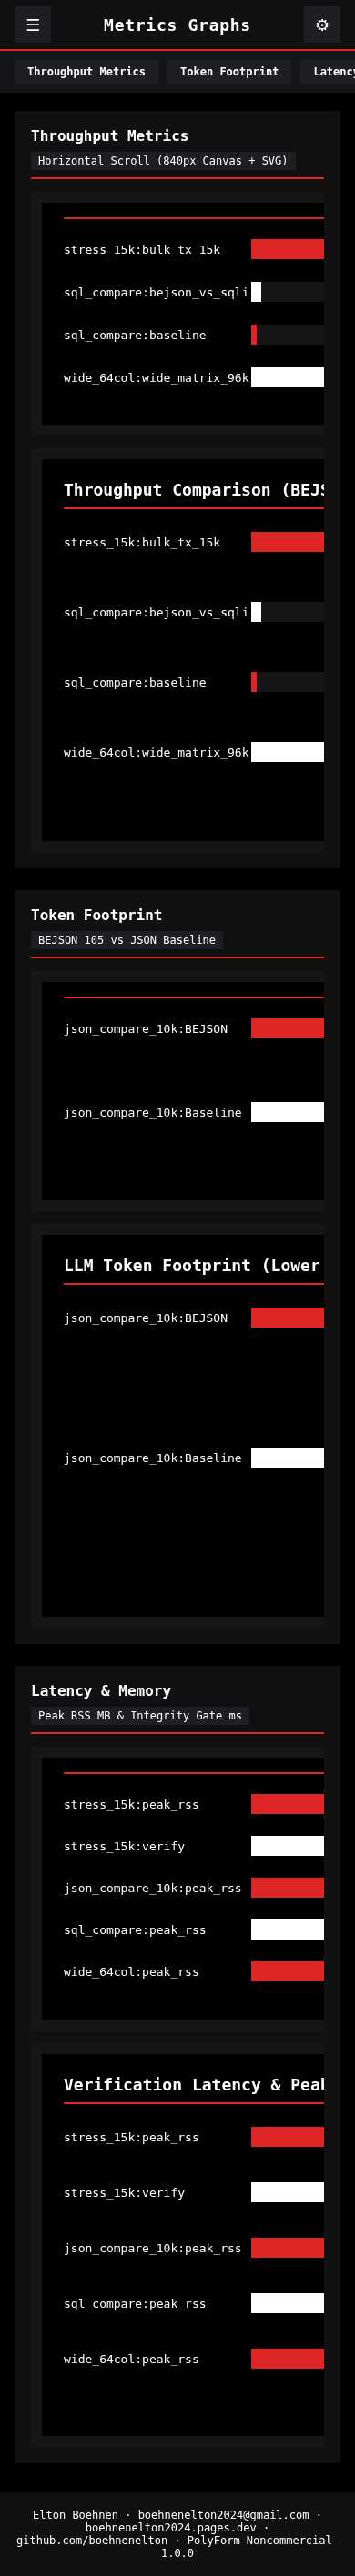 ☰ Metrics Graphs ⚙
Throughput Metrics Token Footprint Latency
Throughput Metrics
Horizontal Scroll (840px Canvas + SVG)
stress_15k:bulk_tx_15k
sql_compare:bejson_vs_sqli
sql_compare:baseline
wide_64col:wide_matrix_96k
Throughput Comparison (BEJS
stress_15k:bulk_tx_15k
sql_compare:bejson_vs_sqli
sql_compare:baseline
wide_64col:wide_matrix_96k
Token Footprint
BEJSON 105 vs JSON Baseline
json_compare_10k:BEJSON
json_compare_10k:Baseline
LLM Token Footprint (Lower
json_compare_10k:BEJSON
json_compare_10k:Baseline
Latency & Memory
Peak RSS MB & Integrity Gate ms
stress_15k:peak_rss
stress_15k:verify
json_compare_10k:peak_rss
sql_compare:peak_rss
wide_64col:peak_rss
Verification Latency & Peak
stress_15k:peak_rss
stress_15k:verify
json_compare_10k:peak_rss
sql_compare:peak_rss
wide_64col:peak_rss
Elton Boehnen · boehnenelton2024@gmail.com ·
boehnenelton2024.pages.dev ·
github.com/boehnenelton · PolyForm-Noncommercial-
1.0.0